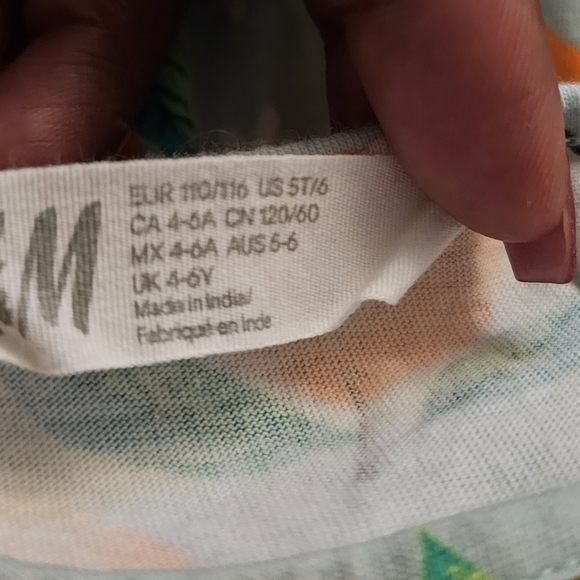 &M
EUR 110/116 US 5T/6
CA 4-6A CN 120/60
MX 4-6A AUS 5-6
UK 4-6Y
Made in India/
Fabriqué en Inde